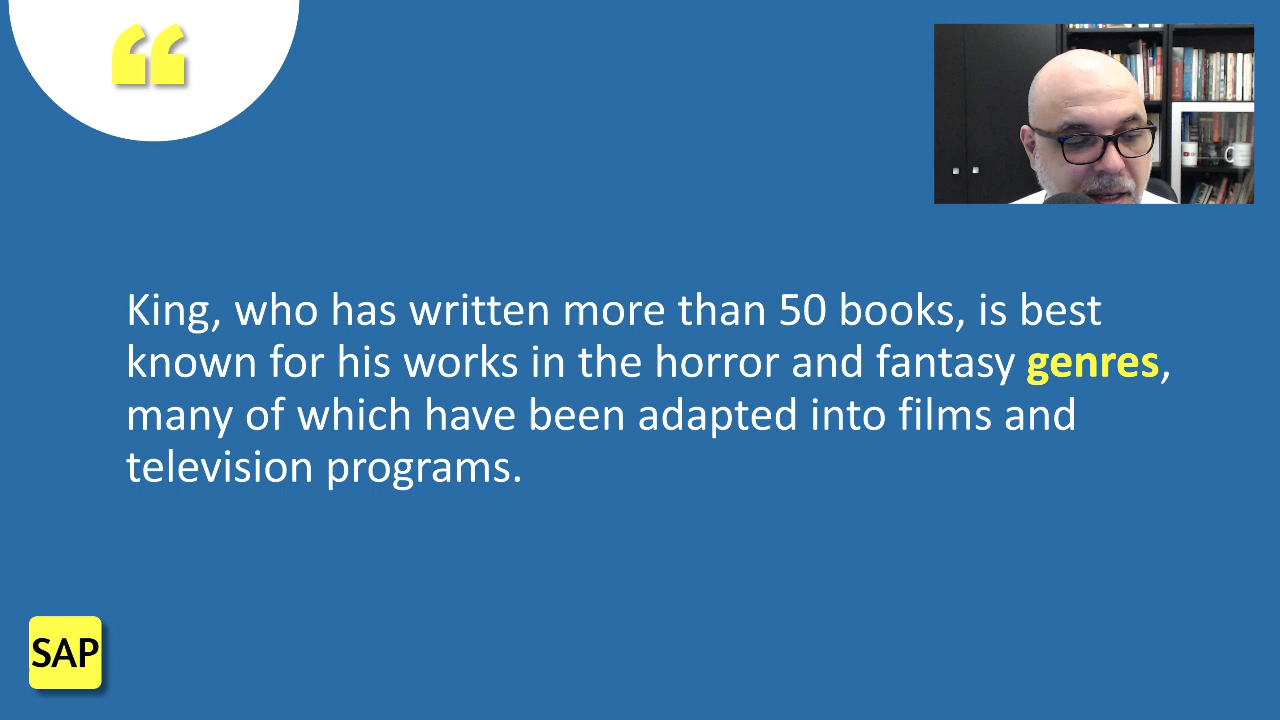 “
King, who has written more than 50 books, is best
known for his works in the horror and fantasy genres,
many of which have been adapted into films and
television programs.
SAP